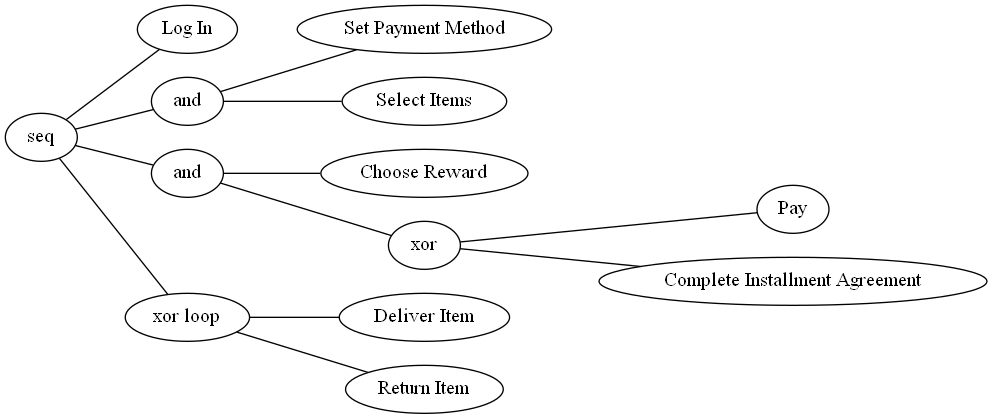 Log In
Set Payment Method
and
Select Items
seq
and
Choose Reward
Pay
xor
Complete Installment Agreement
xor loop
Deliver Item
Return Item